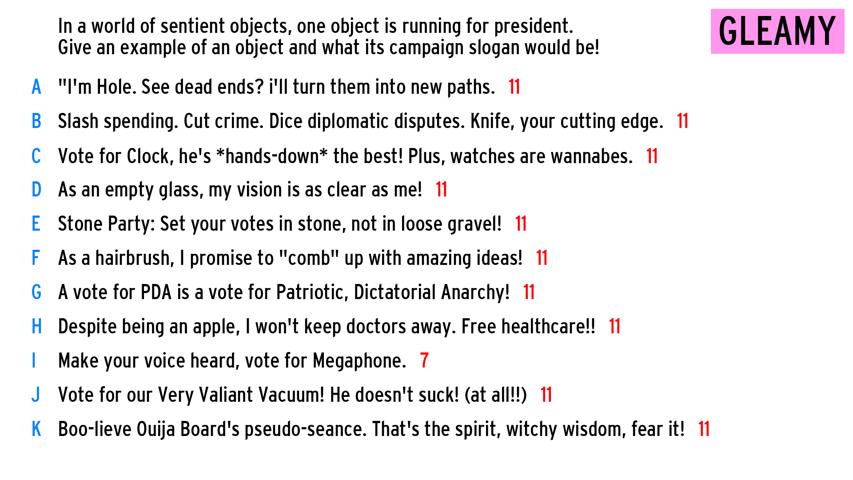 In a world of sentient objects, one object is running for president.
Give an example of an object and what its campaign slogan would be!
GLEAMY
A "I'm Hole. See dead ends? i'll turn them into new paths. 11
B Slash spending. Cut crime. Dice diplomatic disputes. Knife, your cutting edge. 11
C Vote for Clock, he's *hands-down* the best! Plus, watches are wannabes. 11
D As an empty glass, my vision is as clear as me! 11
E Stone Party: Set your votes in stone, not in loose gravel! 11
F As a hairbrush, I promise to "comb" up with amazing ideas! 11
G A vote for PDA is a vote for Patriotic, Dictatorial Anarchy! 11
H Despite being an apple, I won't keep doctors away. Free healthcare!! 11
I Make your voice heard, vote for Megaphone. 7
J Vote for our Very Valiant Vacuum! He doesn't suck! (at all!!) 11
K Boo-lieve Ouija Board's pseudo-seance. That's the spirit, witchy wisdom, fear it! 11